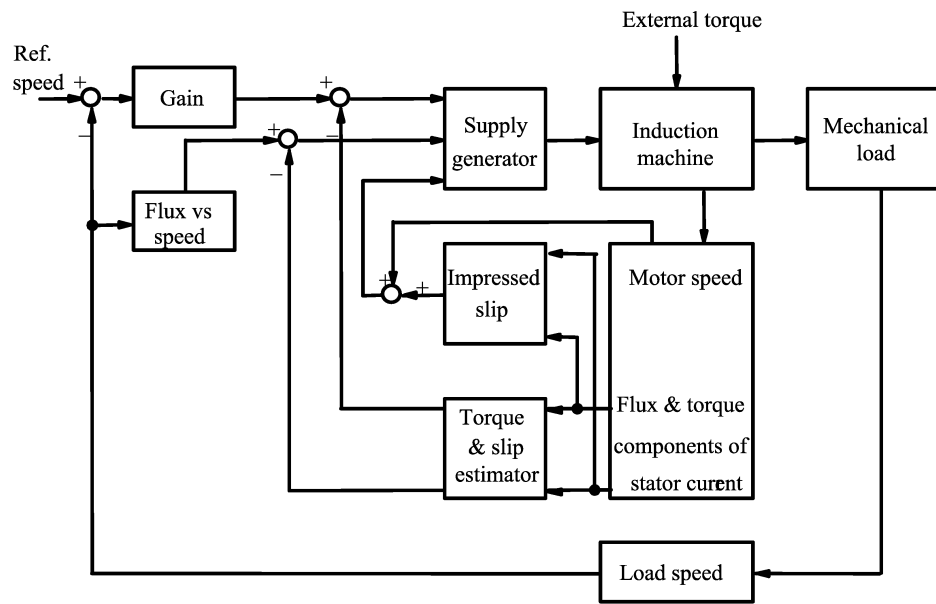 External torque
Ref.
speed
+
−
Gain
+
−
Supply
generator
Induction
machine
Mechanical
load
+
−
Flux vs
speed
Impressed
slip
+
+
Motor speed
Torque
& slip
estimator
Flux & torque
components of
stator current
Load speed